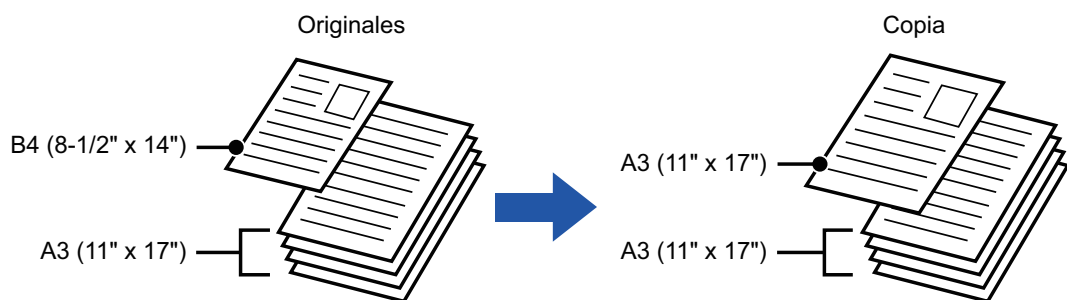 Originales
Copia
B4 (8-1/2" x 14")
A3 (11" x 17")
A3 (11" x 17")
A3 (11" x 17")